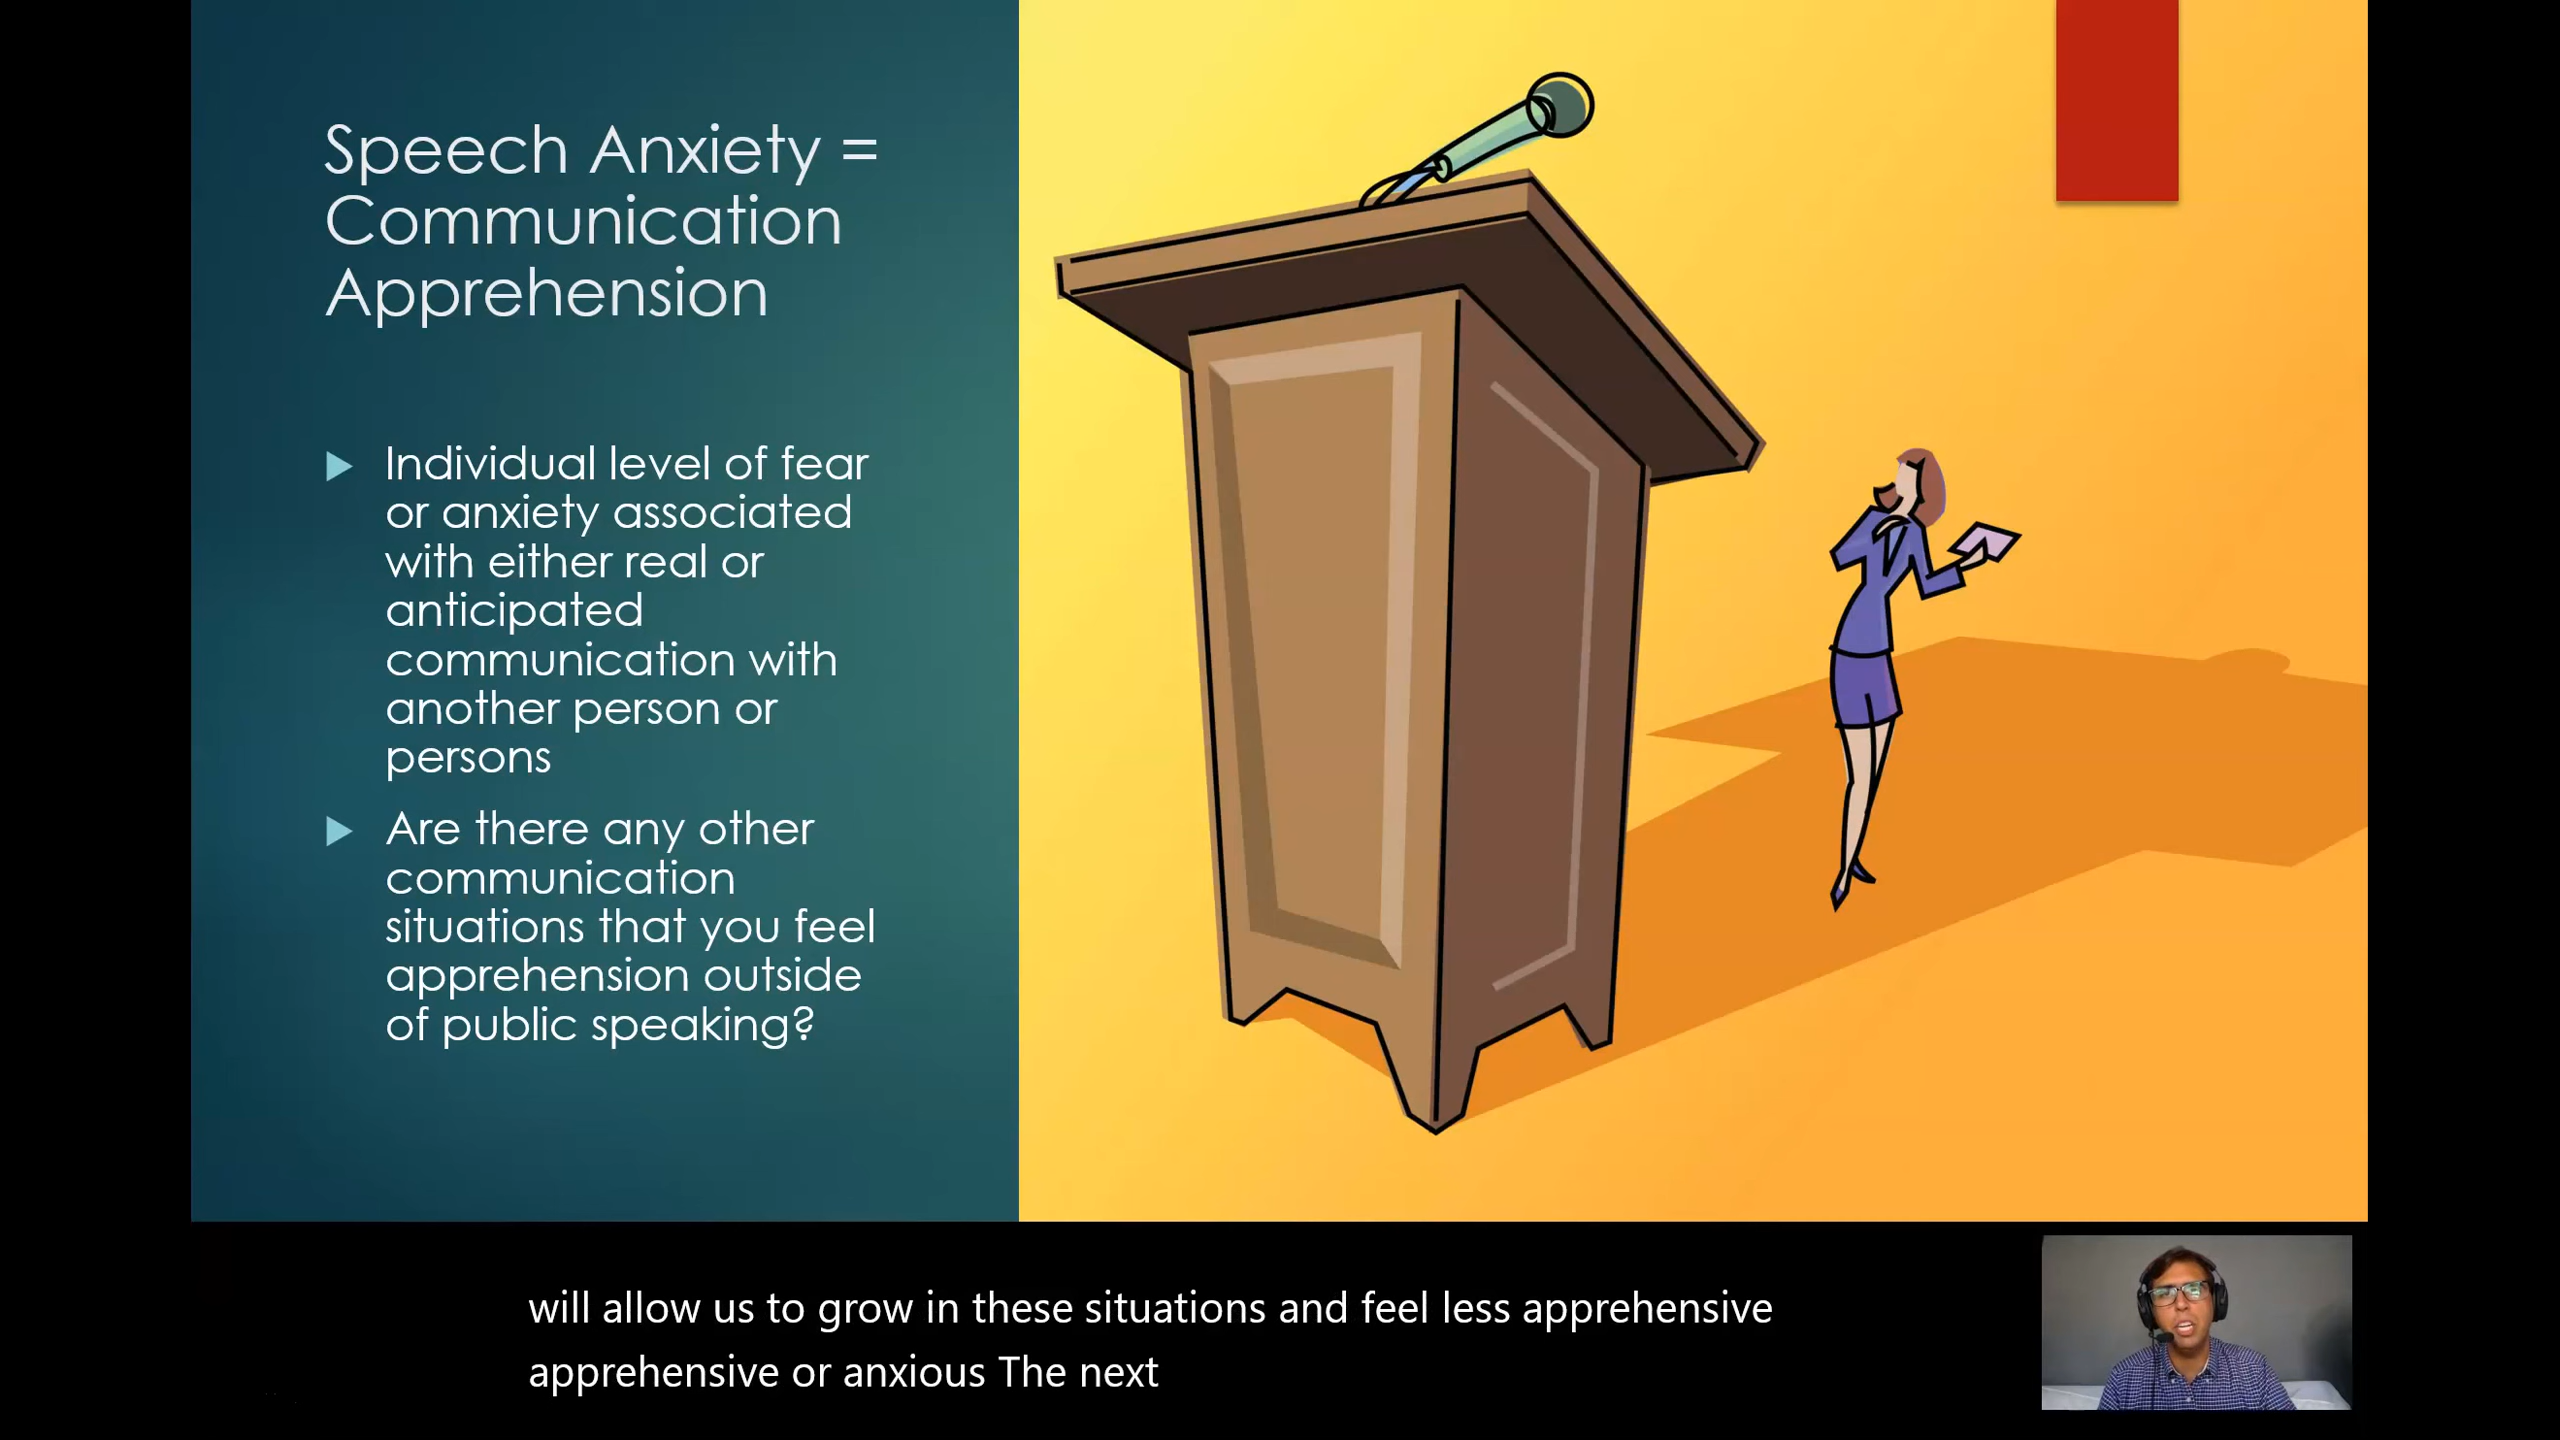 Speech Anxiety =
Communication
Apprehension
Individual level of fear
or anxiety associated
with either real or
anticipated
communication with
another person or
persons
Are there any other
communication
situations that you feel
apprehension outside
of public speaking?
will allow us to grow in these situations and feel less apprehensive
apprehensive or anxious The next